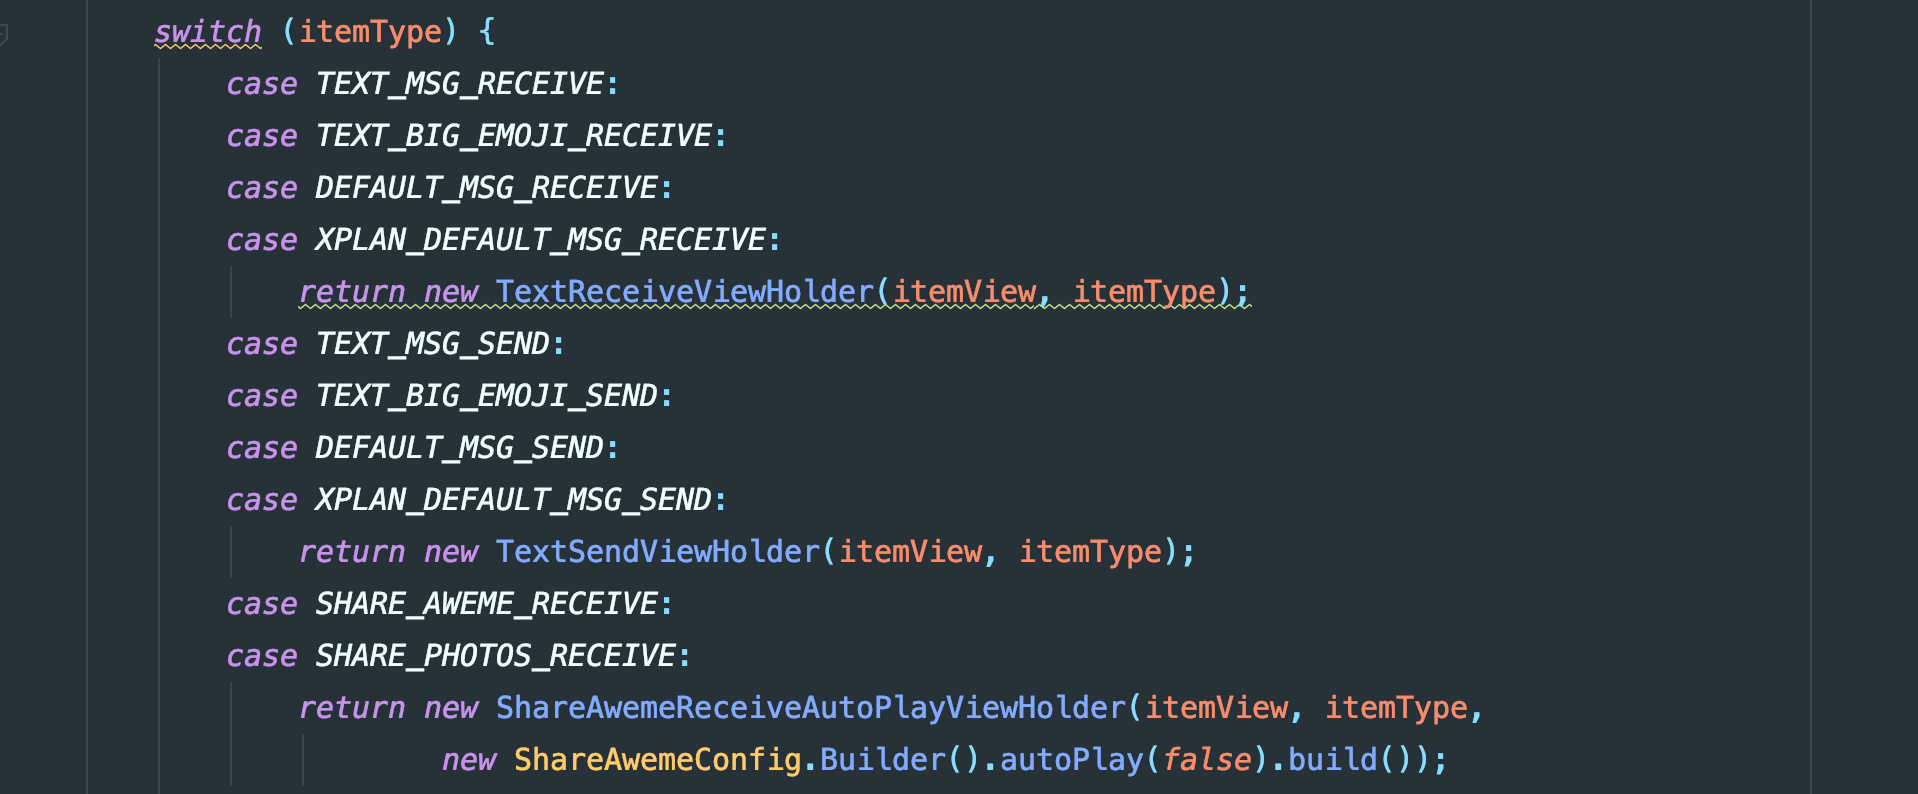 switch (itemType) {
case TEXT_MSG_RECEIVE:
case TEXT_BIG_EMOJI_RECEIVE:
case DEFAULT_MSG_RECEIVE:
case XPLAN_DEFAULT_MSG_RECEIVE:
return new TextReceiveViewHolder(itemView, itemType);
case TEXT_MSG_SEND:
case TEXT_BIG_EMOJI_SEND:
case DEFAULT_MSG_SEND:
case XPLAN_DEFAULT_MSG_SEND:
return new TextSendViewHolder(itemView, itemType);
case SHARE_AWEME_RECEIVE:
case SHARE_PHOTOS_RECEIVE:
return new ShareAwemeReceiveAutoPlayViewHolder(itemView, itemType,
new ShareAwemeConfig.Builder().autoPlay(false).build());